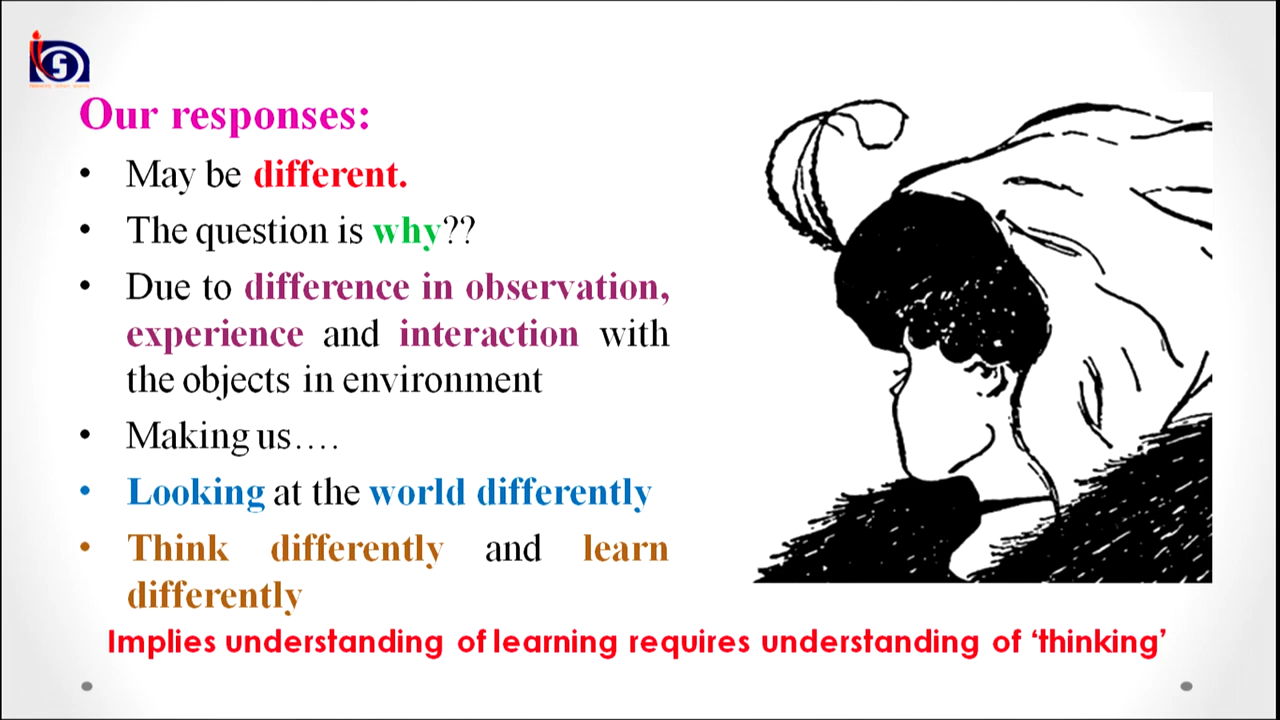 Our responses:
• May be different.
• The question is why??
• Due to difference in observation,
experience and interaction with
the objects in environment
• Making us....
• Looking at the world differently
• Think differently and learn
differently
Implies understanding of learning requires understanding of ‘thinking’